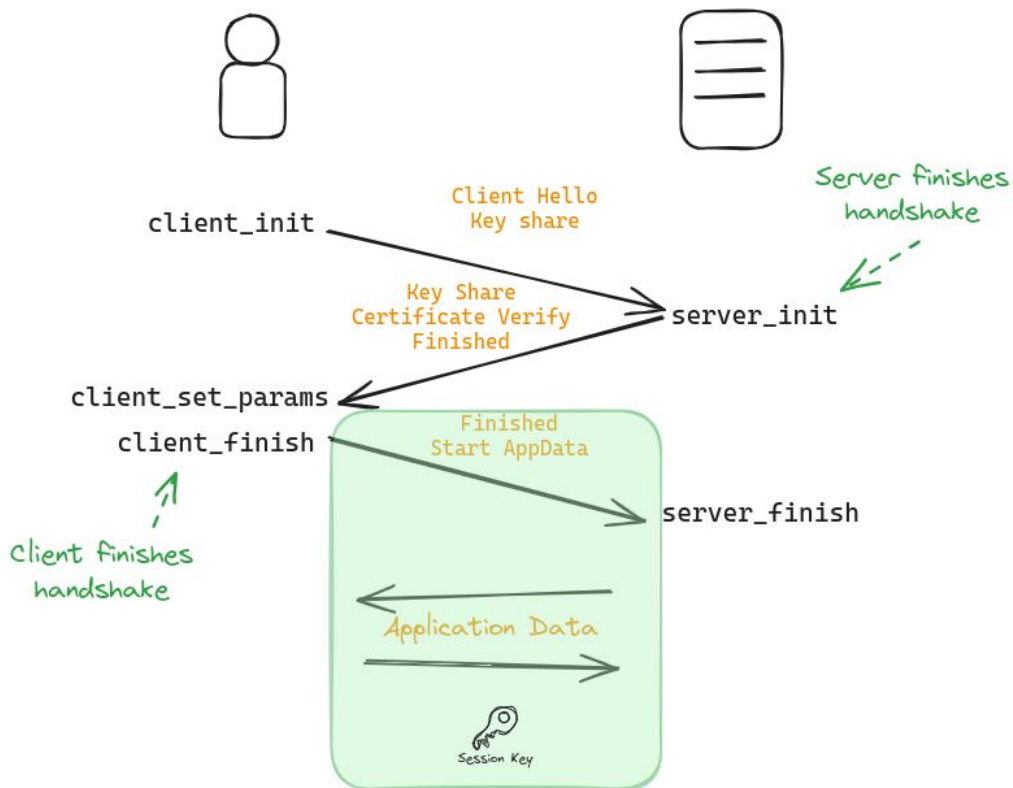 Client Hello
Key share
Server finishes
handshake
client_init
Key Share
Certificate Verify
Finished
server_init
client_set_params
Finished
Start AppData
client_finish
server_finish
Client finishes
handshake
Application Data
Session Key